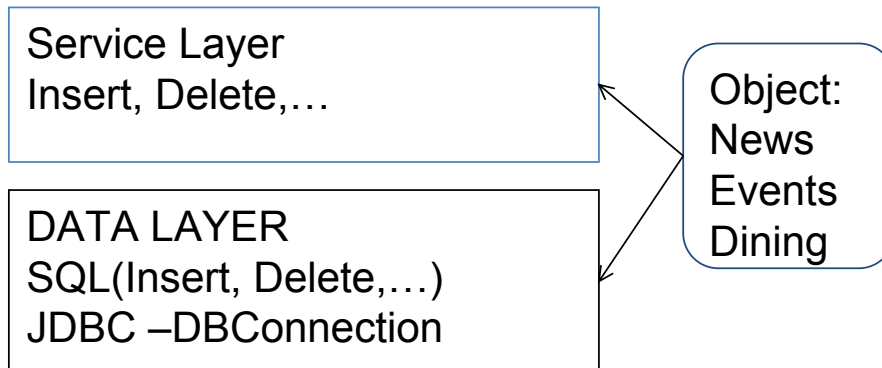 Service Layer
Insert, Delete,…
DATA LAYER
SQL(Insert, Delete,…)
JDBC –DBConnection
Object:
News
Events
Dining